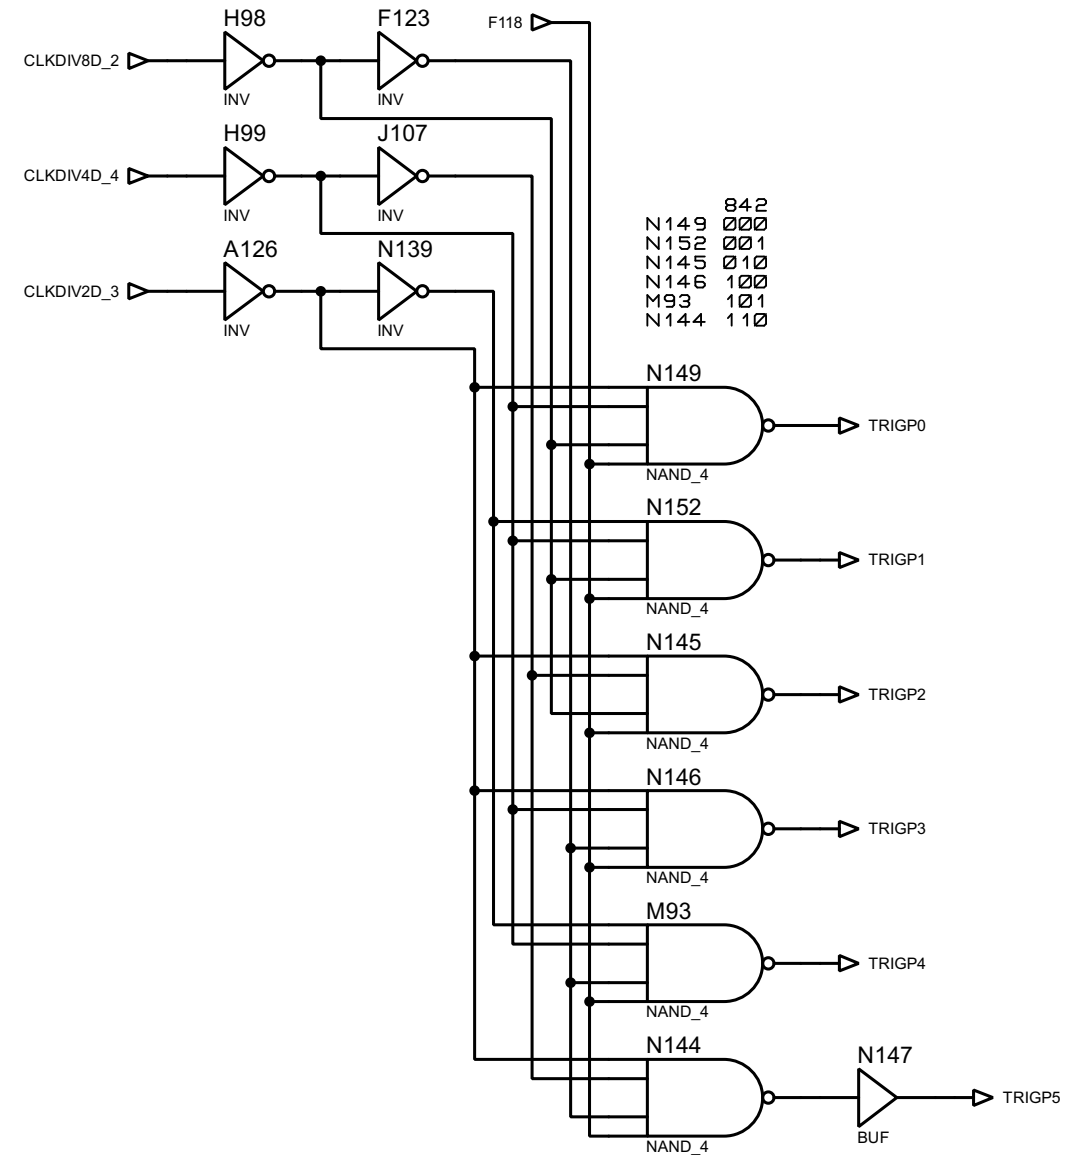 H98
F123
F118
CLKDIV8D_2
INV
INV
H99
J107
CLKDIV4D_4
INV
INV
A126
N139
CLKDIV2D_3
INV
INV
842
N149 000
N152 001
N145 010
N146 100
M93 101
N144 110
N149
TRIGP0
NAND_4
N152
TRIGP1
NAND_4
N145
TRIGP2
NAND_4
N146
TRIGP3
NAND_4
M93
TRIGP4
NAND_4
N144
N147
TRIGP5
BUF
NAND_4